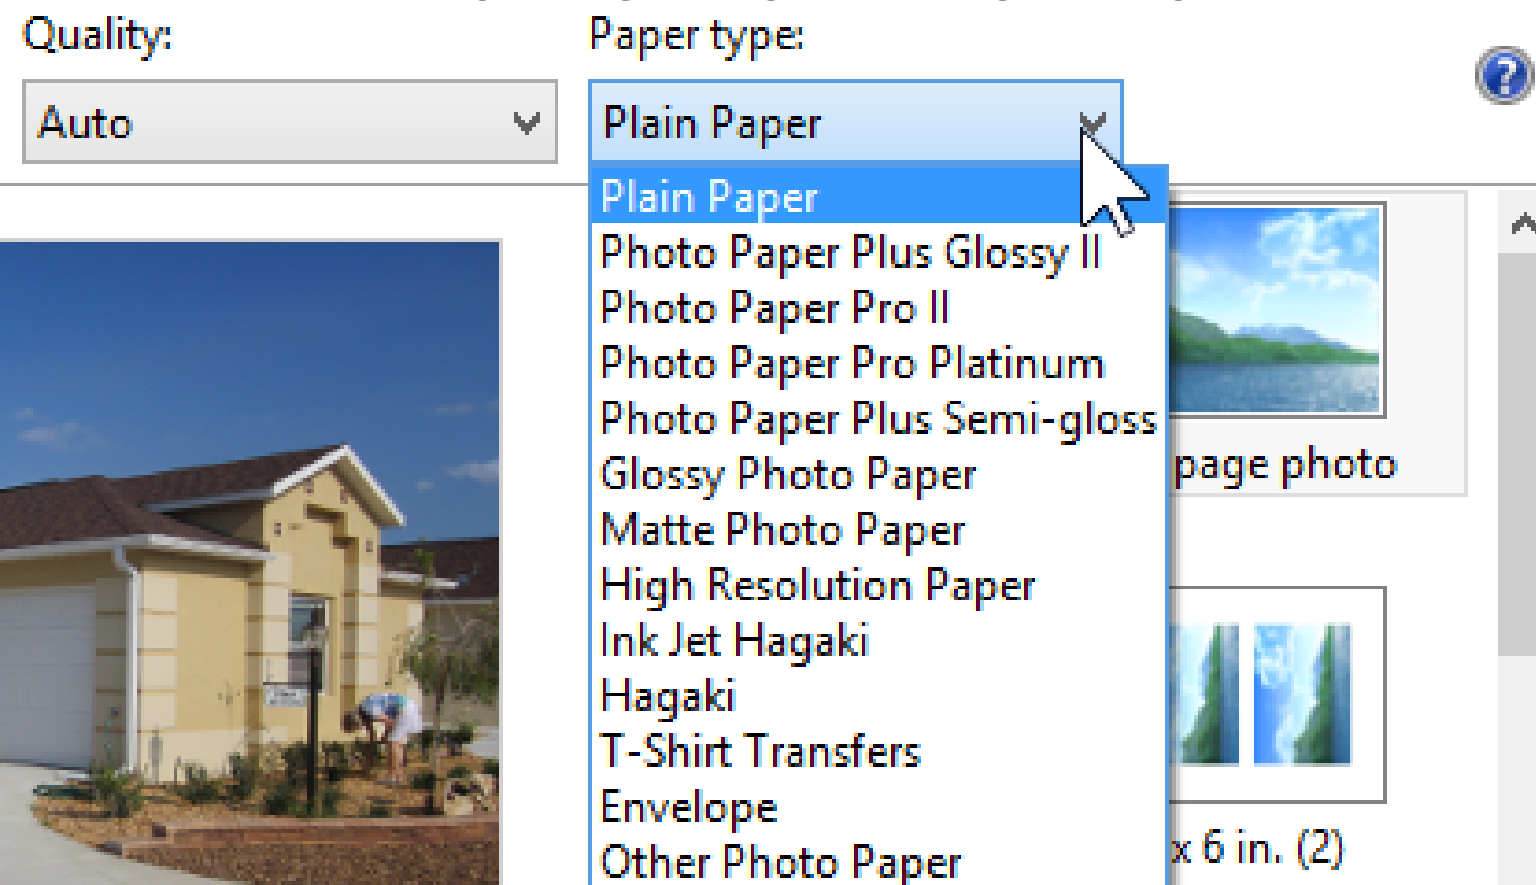 Quality:
Paper type:
Auto
Plain Paper
Plain Paper
Photo Paper Plus Glossy II
Photo Paper Pro II
Photo Paper Pro Platinum
Photo Paper Plus Semi-gloss
Glossy Photo Paper
Matte Photo Paper
High Resolution Paper
Ink Jet Hagaki
Hagaki
T-Shirt Transfers
Envelope
Other Photo Paper
page photo
x 6 in. (2)